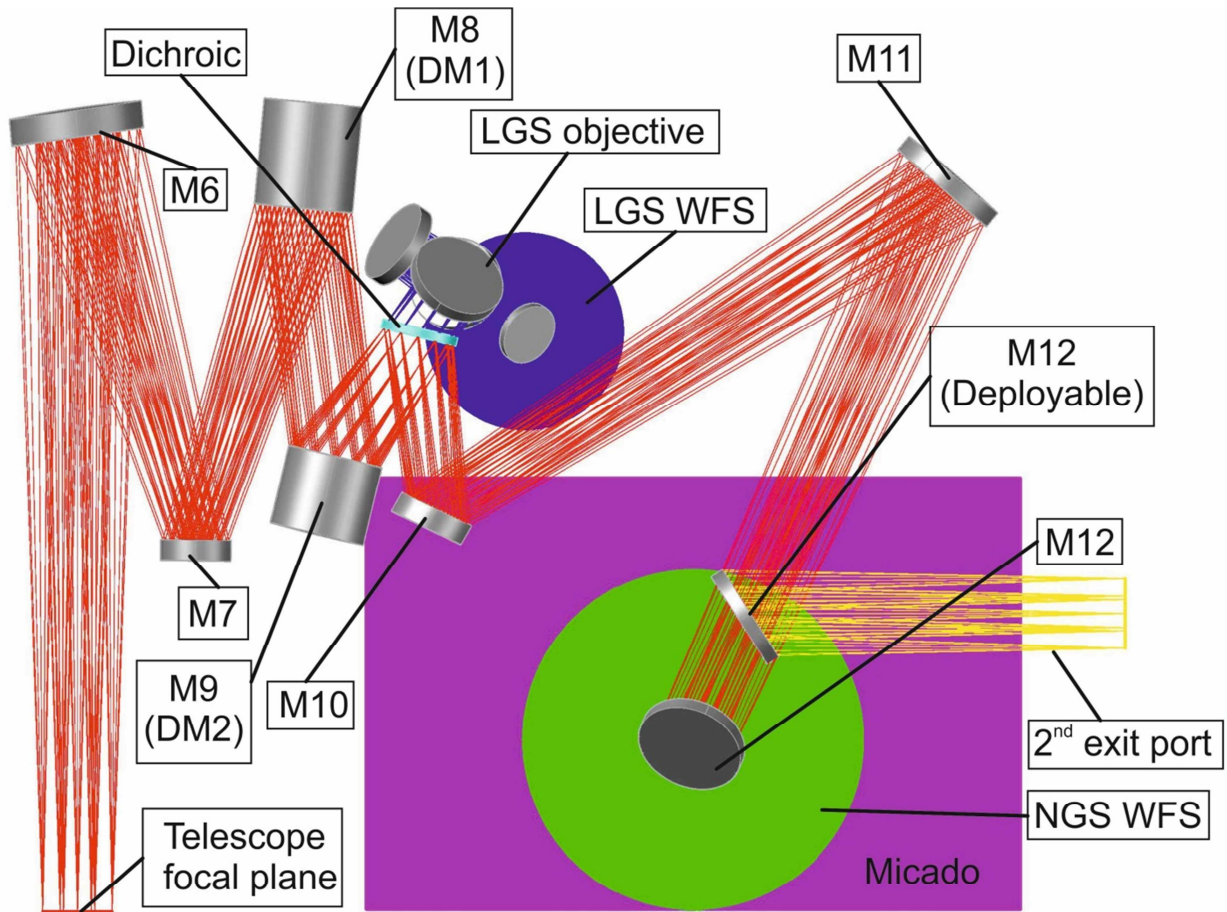 M8
(DM1)
Dichroic
M11
LGS objective
M6
LGS WFS
M12
(Deployable)
M12
M7
M9
(DM2)
M10
2nd exit port
NGS WFS
Telescope
focal plane
Micado